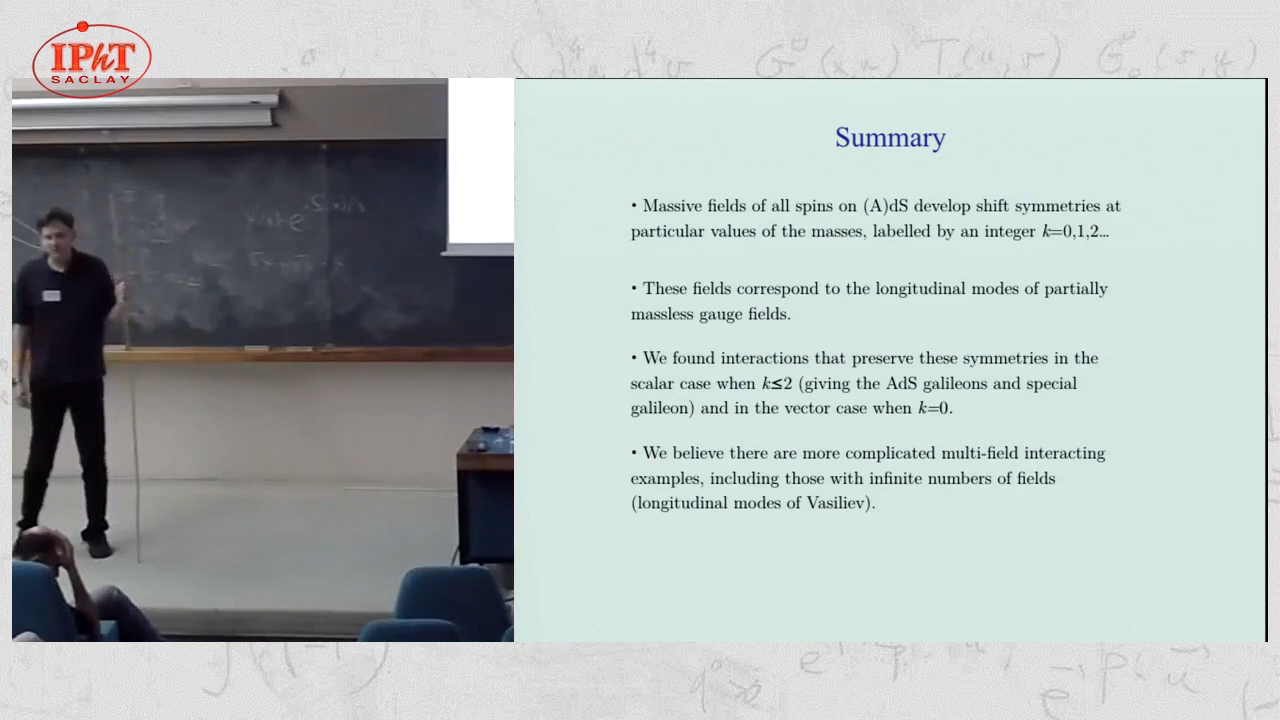 IPhT
SACLAY
Summary
• Massive fields of all spins on (A)dS develop shift symmetries at
particular values of the masses, labelled by an integer k=0,1,2...
• These fields correspond to the longitudinal modes of partially
massless gauge fields.
• We found interactions that preserve these symmetries in the
scalar case when k≤2 (giving the AdS galileons and special
galileon) and in the vector case when k=0.
• We believe there are more complicated multi-field interacting
examples, including those with infinite numbers of fields
(longitudinal modes of Vasiliev).